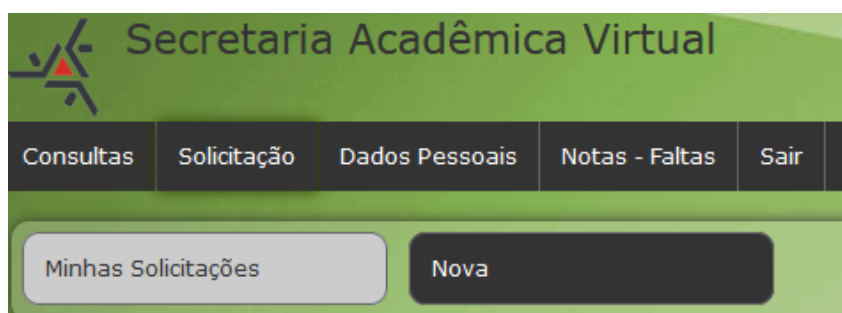 Secretaria Acadêmica Virtual
Consultas Solicitação Dados Pessoais Notas - Faltas Sair
Minhas Solicitações Nova